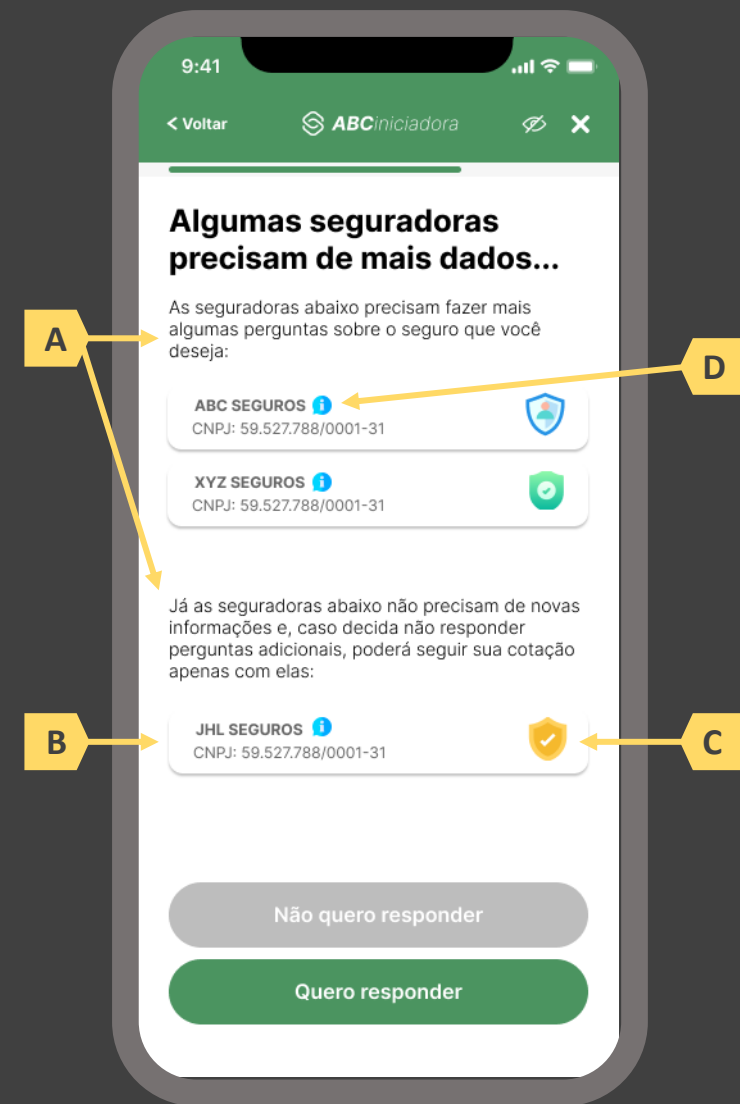 9:41
< Voltar
ABCiniciadora
Algumas seguradoras
precisam de mais dados...
As seguradoras abaixo precisam fazer mais
algumas perguntas sobre o seguro que você
deseja:
A
D
ABC SEGUROS i
CNPJ: 59.527.788/0001-31
XYZ SEGUROS i
CNPJ: 59.527.788/0001-31
Já as seguradoras abaixo não precisam de novas
informações e, caso decida não responder
perguntas adicionais, poderá seguir sua cotação
apenas com elas:
B
JHL SEGUROS i
CNPJ: 59.527.788/0001-31
C
Não quero responder
Quero responder